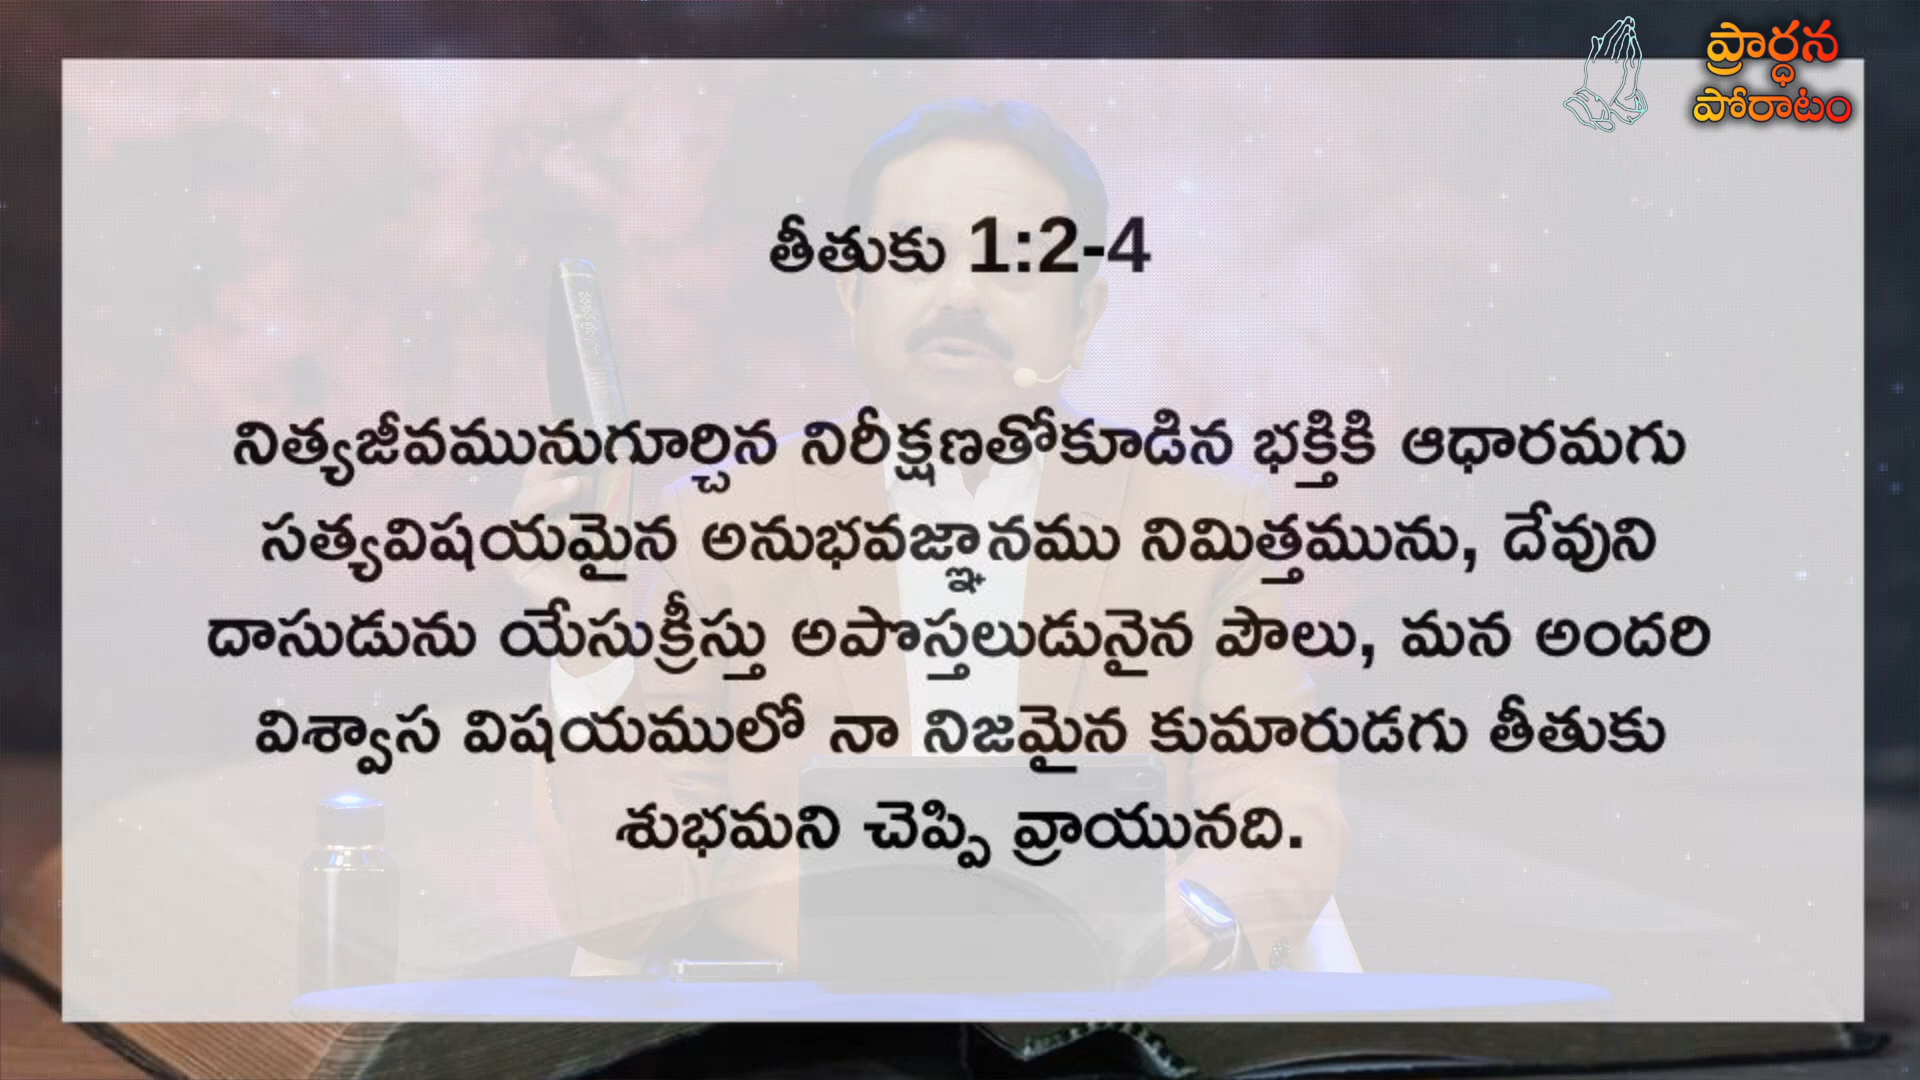 ప్రార్థన
పోరాటం
తీతుకు 1:2-4
నిత్యజీవమునుగూర్చిన నిరీక్షణతోకూడిన భక్తికి ఆధారమగు
సత్యవిషయమైన అనుభవజ్ఞానము నిమిత్తమును, దేవుని
దాసుడును యేసుక్రీస్తు అపొస్తలుడునైన పౌలు, మన అందరి
విశ్వాస విషయములో నా నిజమైన కుమారుడగు తీతుకు
శుభమని చెప్పి వ్రాయునది.